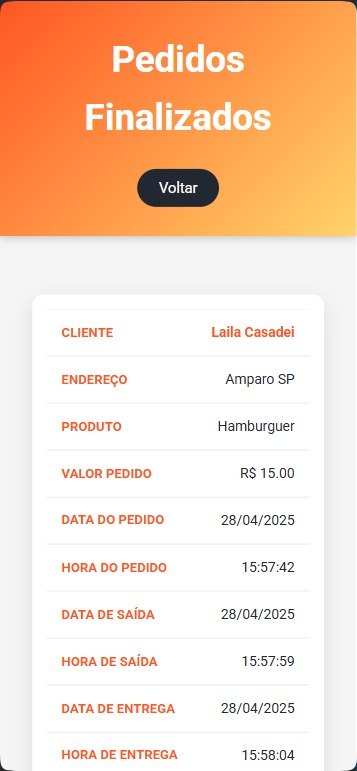 Pedidos
Finalizados
Voltar
CLIENTE Laila Casadei
ENDEREÇO Amparo SP
PRODUTO Hamburguer
VALOR PEDIDO R$ 15.00
DATA DO PEDIDO 28/04/2025
HORA DO PEDIDO 15:57:42
DATA DE SAÍDA 28/04/2025
HORA DE SAÍDA 15:57:59
DATA DE ENTREGA 28/04/2025
HORA DE ENTREGA 15:58:04